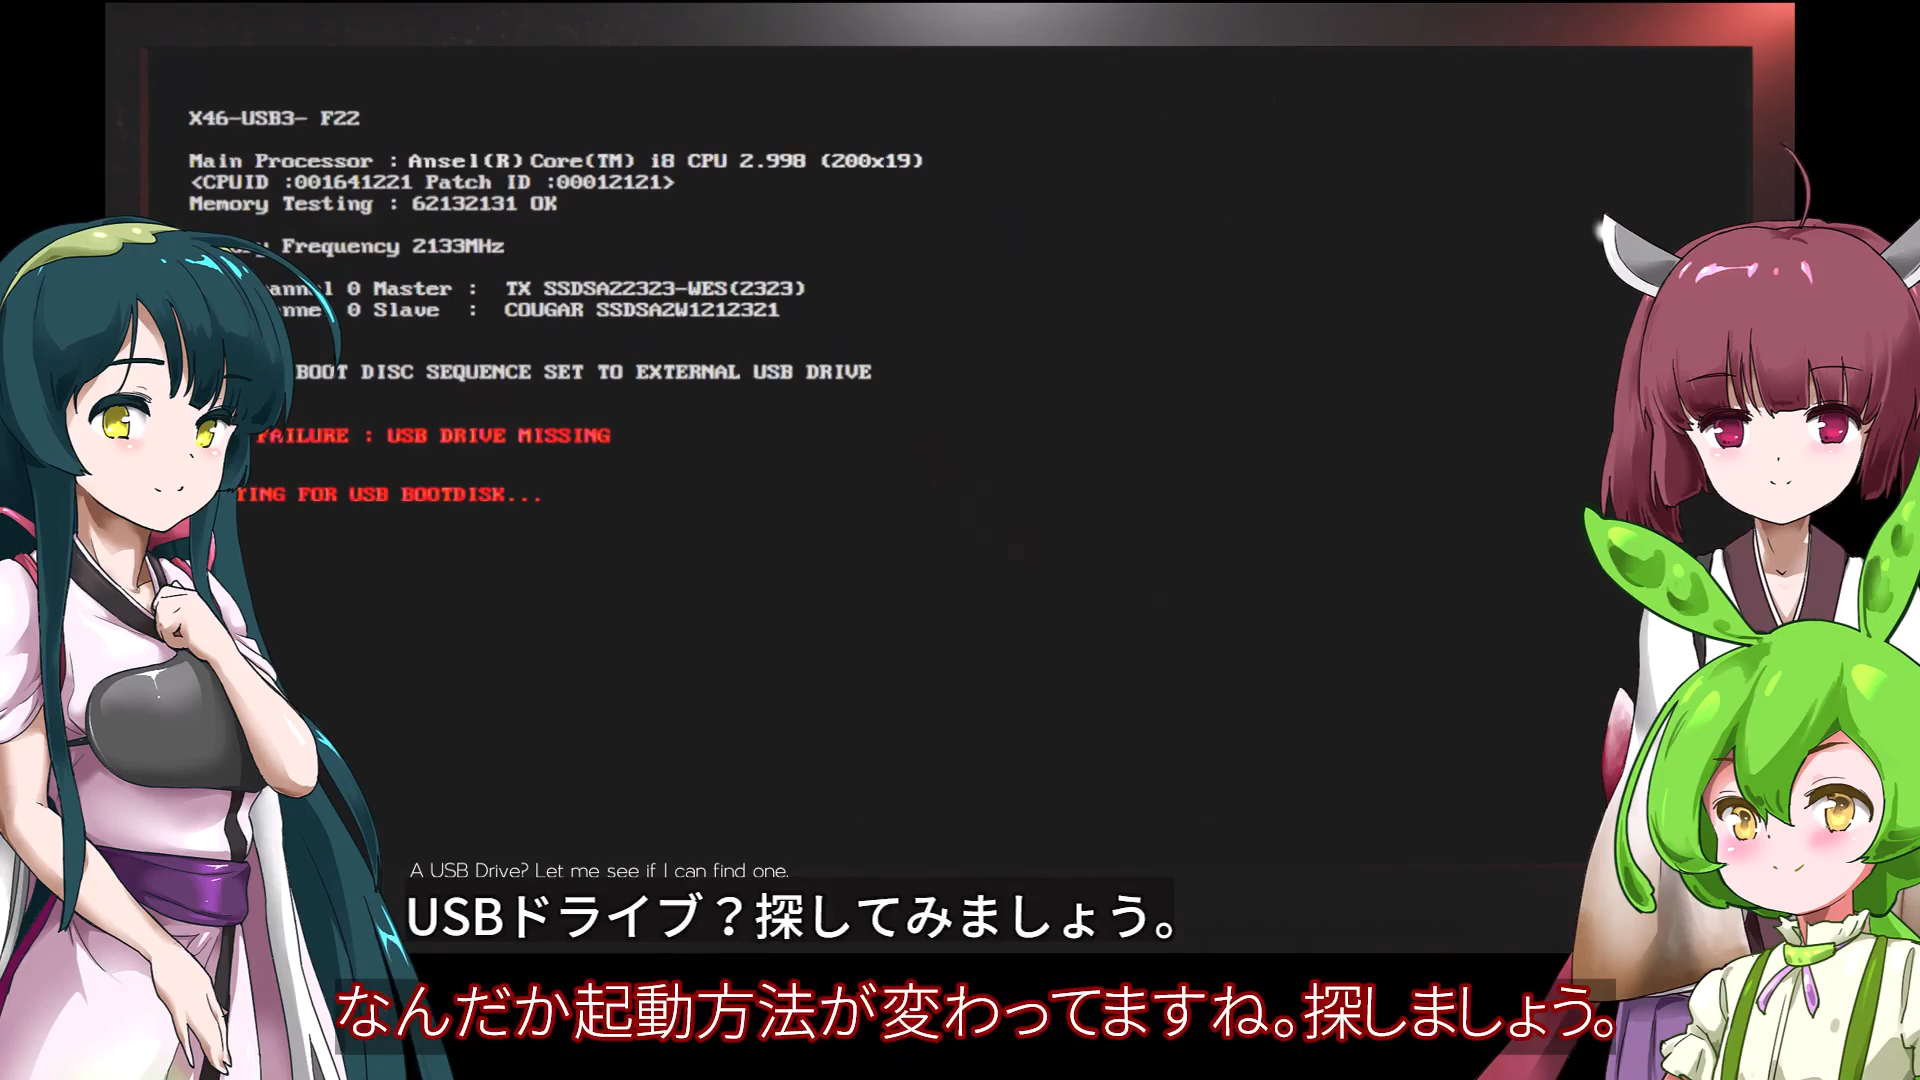 X46-USB3- F22
Main Processor : Ansel(R) Core(TM) i8 CPU 2.998 (200x19)
<CPUID :001641221 Patch ID :00012121>
Memory Testing : 62132131 OK
Frequency 2133MHz
0 Master : TX SSDSA22323-WES(2323)
0 Slave : COUGAR SSDSA2W1212321
BOOT DISC SEQUENCE SET TO EXTERNAL USB DRIVE
FAILURE : USB DRIVE MISSING
FOR USB BOOTDISK...
A USB Drive? Let me see if I can find one.
USBドライブ？探してみましょう。
なんだか起動方法が変わってますね。探しましょう。